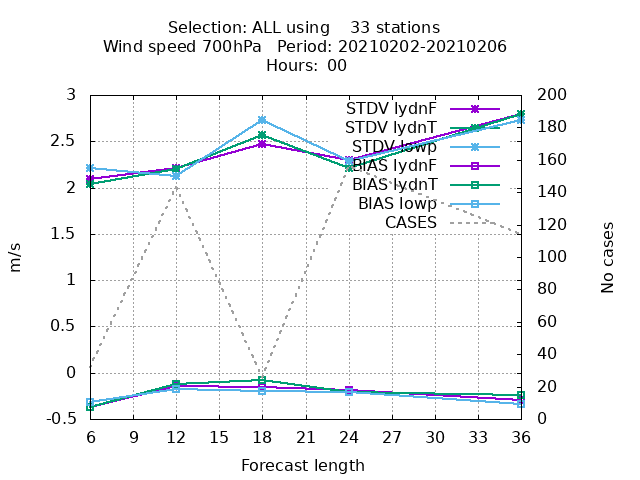 Selection: ALL using    33 stations
Wind speed 700hPa   Period: 20210202-20210206
Hours: 00
STDV lydnF
STDV lydnT
STDV lowp
BIAS lydnF
BIAS lydnT
BIAS lowp
CASES
3
2.5
2
1.5
1
0.5
0
-0.5
m/s
200
180
160
140
120
100
80
60
40
20
0
No cases
6 9 12 15 18 21 24 27 30 33 36
Forecast length